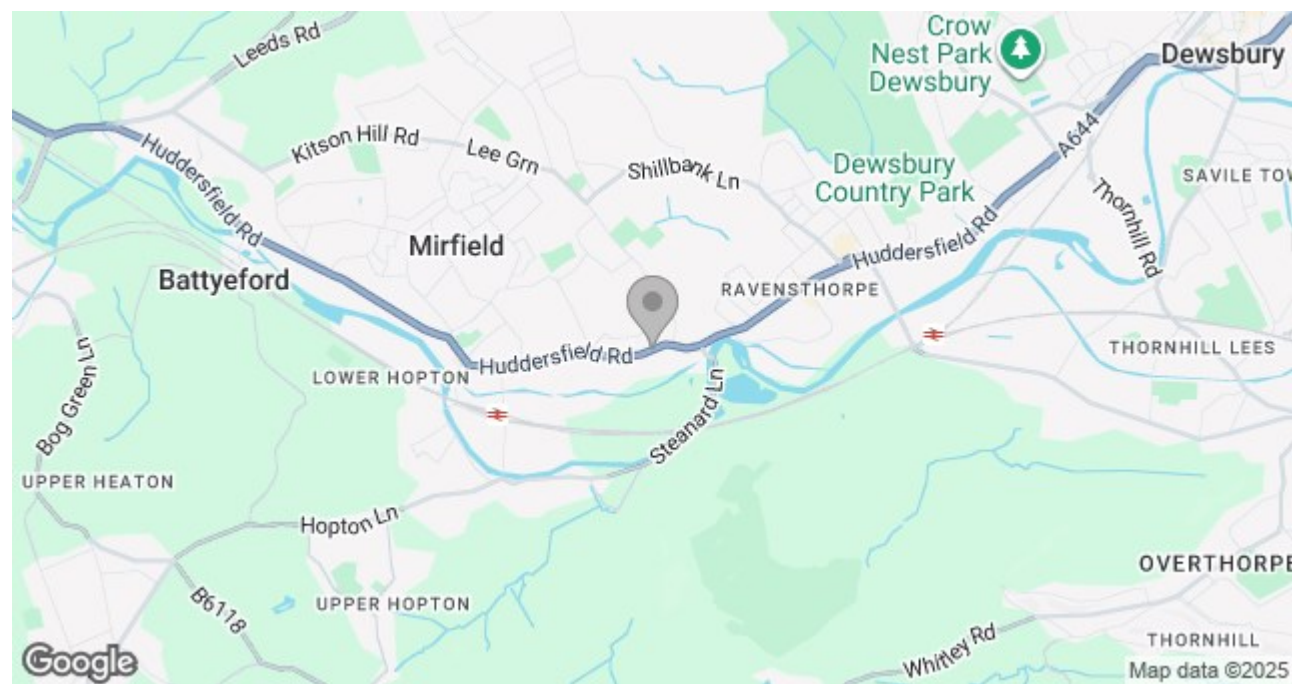 Crow
Nest Park
Dewsbury
Dewsbury
Leeds Rd
Huddersfield Rd
Kitson Hill Rd
Lee Grn
Shillbank Ln
A644
Dewsbury
Country Park
SAVILE TOW
Thornhill Rd
Huddersfield Rd
Mirfield
Battyeford
RAVENSTHORPE
Huddersfield Rd
THORNHILL LEES
LOWER HOPTON
Bog Green Ln
Steanard Ln
UPPER HEATON
Hopton Ln
OVERTHORPE
B6118
UPPER HOPTON
Whitley Rd
THORNHILL
Google
Map data ©2025